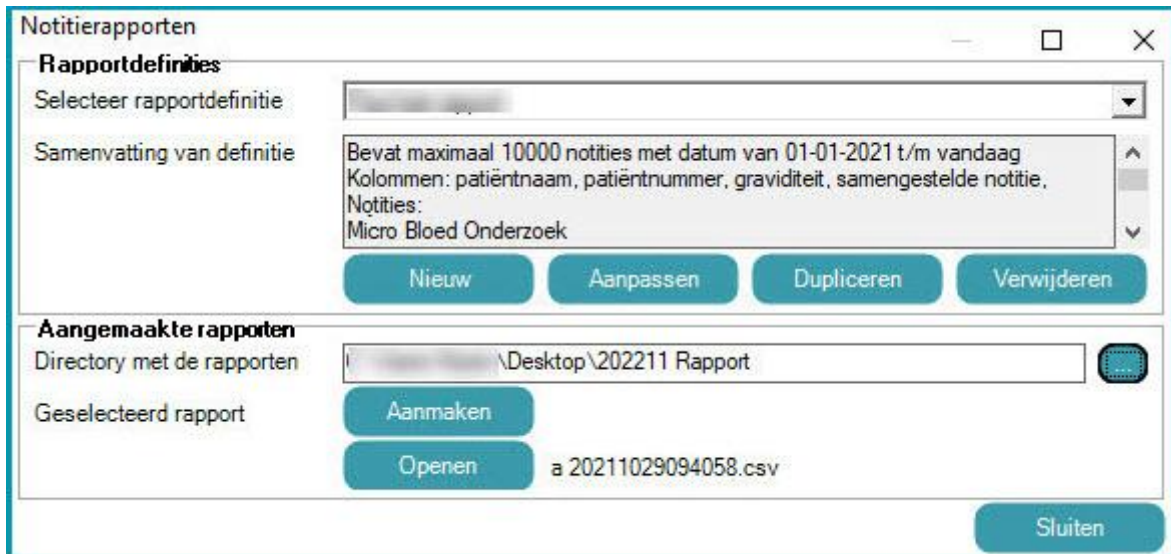 Notitierapporten
Rapportdefinities
Selecteer rapportdefinitie
Samenvatting van definitie
Bevat maximaal 10000 notities met datum van 01-01-2021 t/m vandaag
Kolommen: patiëntnaam, patiëntnummer, graviditeit, samengestelde notitie,
Notities:
Micro Bloed Onderzoek
Nieuw Aanpassen Dupliceren Verwijderen
Aangemaakte rapporten
Directory met de rapporten \Desktop\202211 Rapport ...
Geselecteerd rapport Aanmaken
Openen a 20211029094058.csv
Sluiten